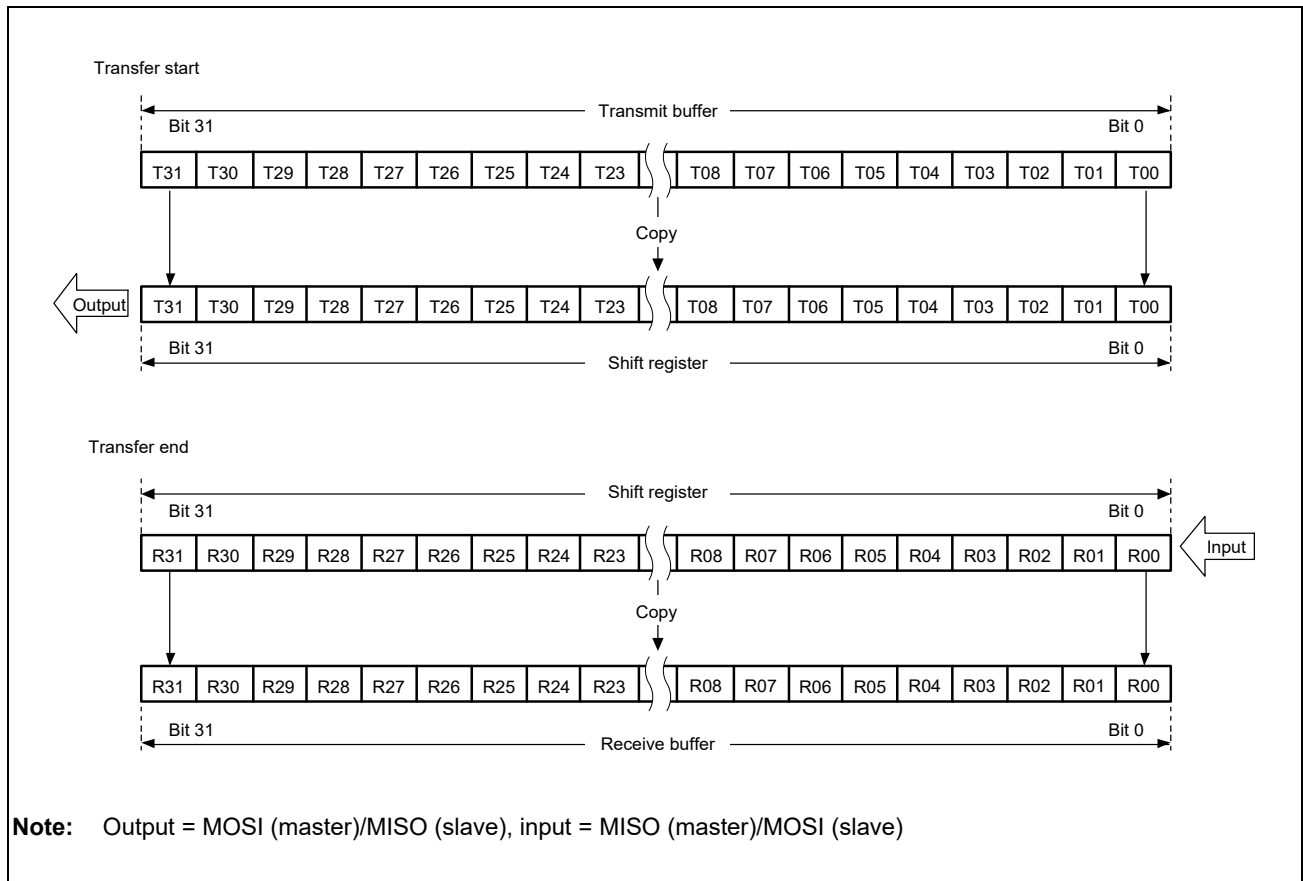 Transfer start
Transmit buffer
Bit 31 Bit 0
T31 T30 T29 T28 T27 T26 T25 T24 T23 T08 T07 T06 T05 T04 T03 T02 T01 T00
Copy
Output T31 T30 T29 T28 T27 T26 T25 T24 T23 T08 T07 T06 T05 T04 T03 T02 T01 T00
Bit 31 Bit 0
Shift register
Transfer end
Shift register
Bit 31 Bit 0
R31 R30 R29 R28 R27 R26 R25 R24 R23 R08 R07 R06 R05 R04 R03 R02 R01 R00 Input
Copy
R31 R30 R29 R28 R27 R26 R25 R24 R23 R08 R07 R06 R05 R04 R03 R02 R01 R00
Bit 31 Bit 0
Receive buffer
Note: Output = MOSI (master)/MISO (slave), input = MISO (master)/MOSI (slave)